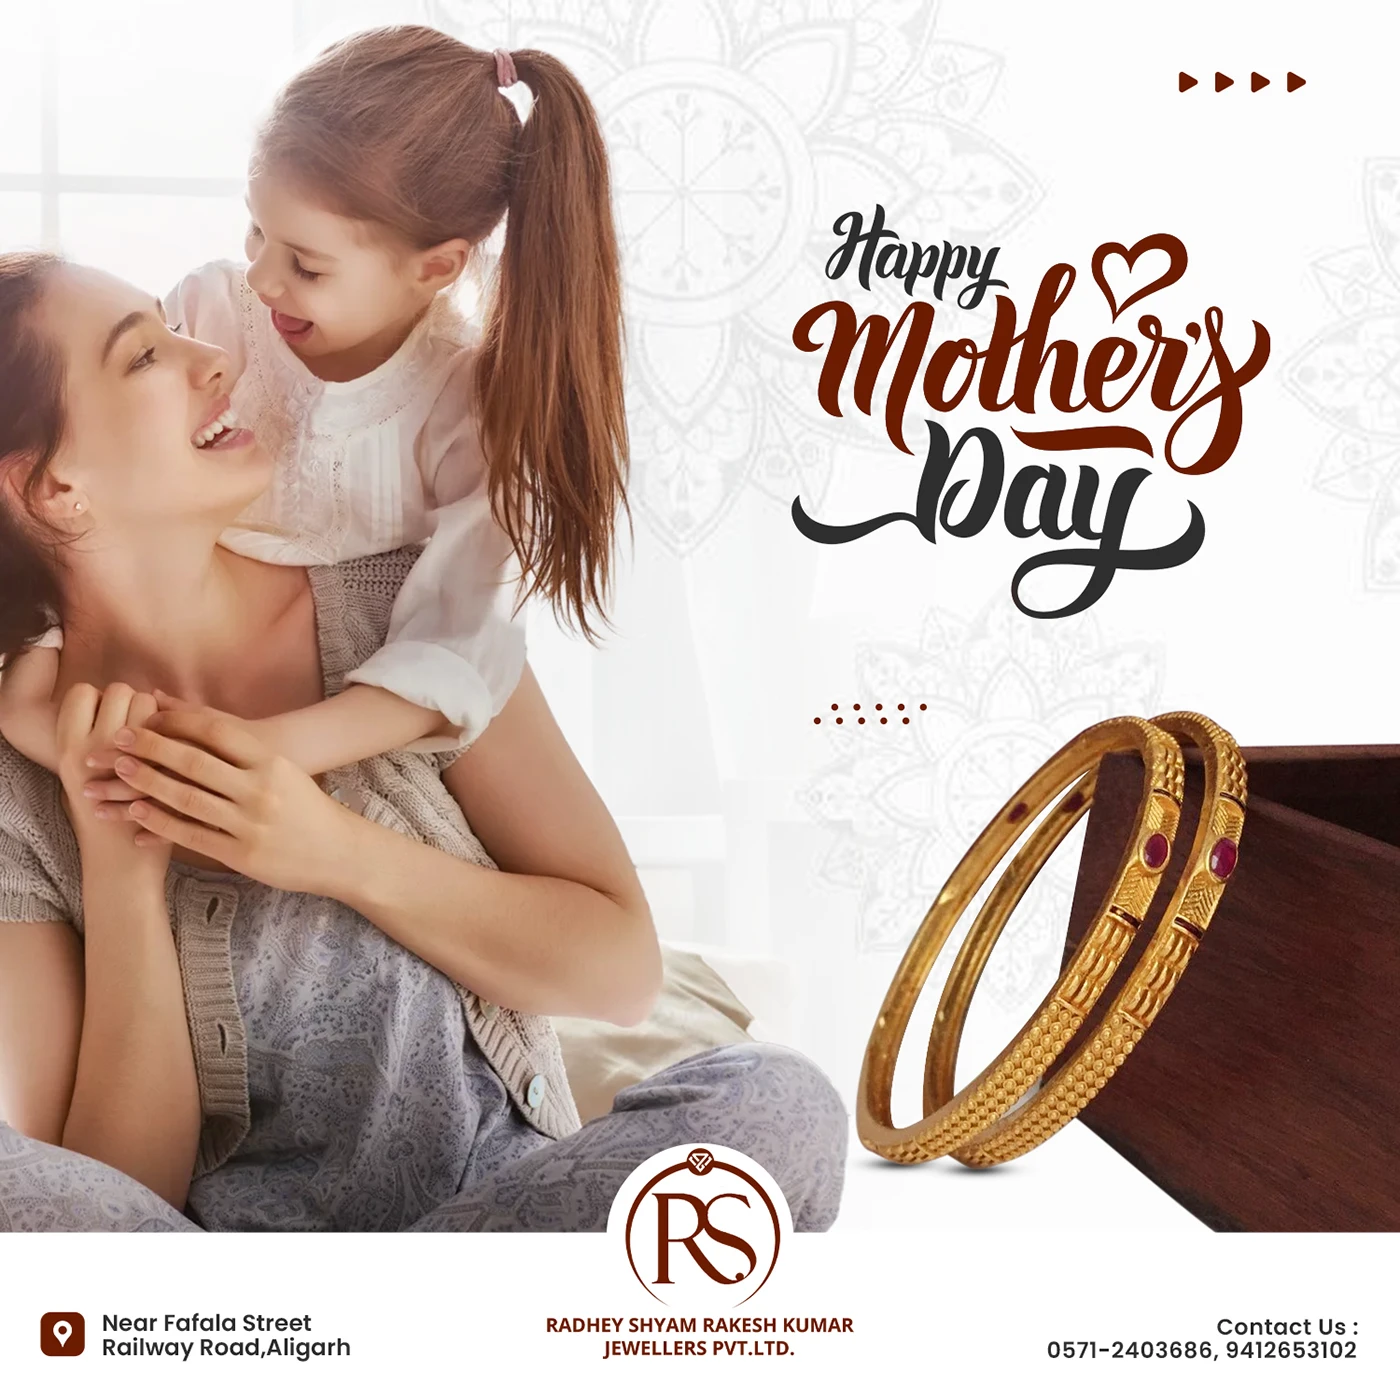 Happy
Mother's
Day
RS.
RADHEY SHYAM RAKESH KUMAR
JEWELLERS PVT.LTD.
Near Fafala Street
Railway Road,Aligarh
Contact Us :
0571-2403686, 9412653102